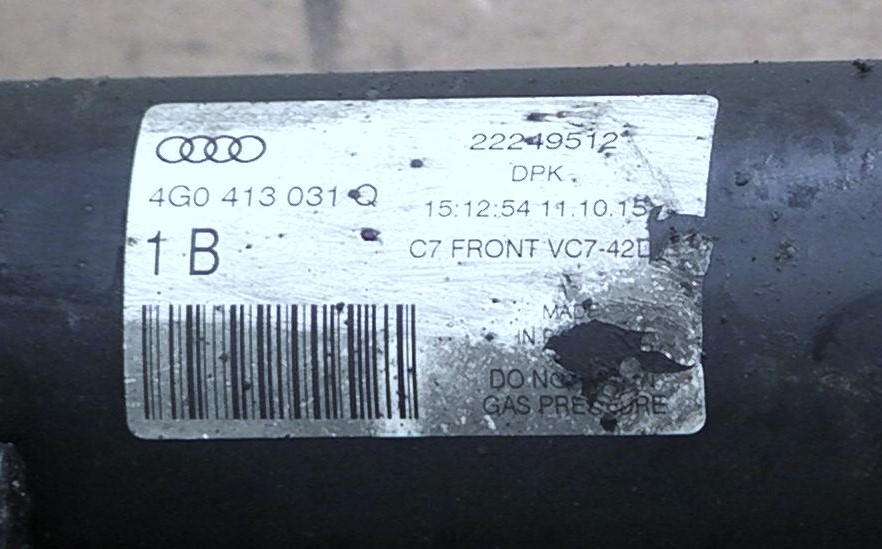 4G0 413 031 Q
1 B
22249512
DPK
15:12:54 11.10.15
C7 FRONT VC7-42D
MADE
IN
DO NOT
GAS PRESSURE